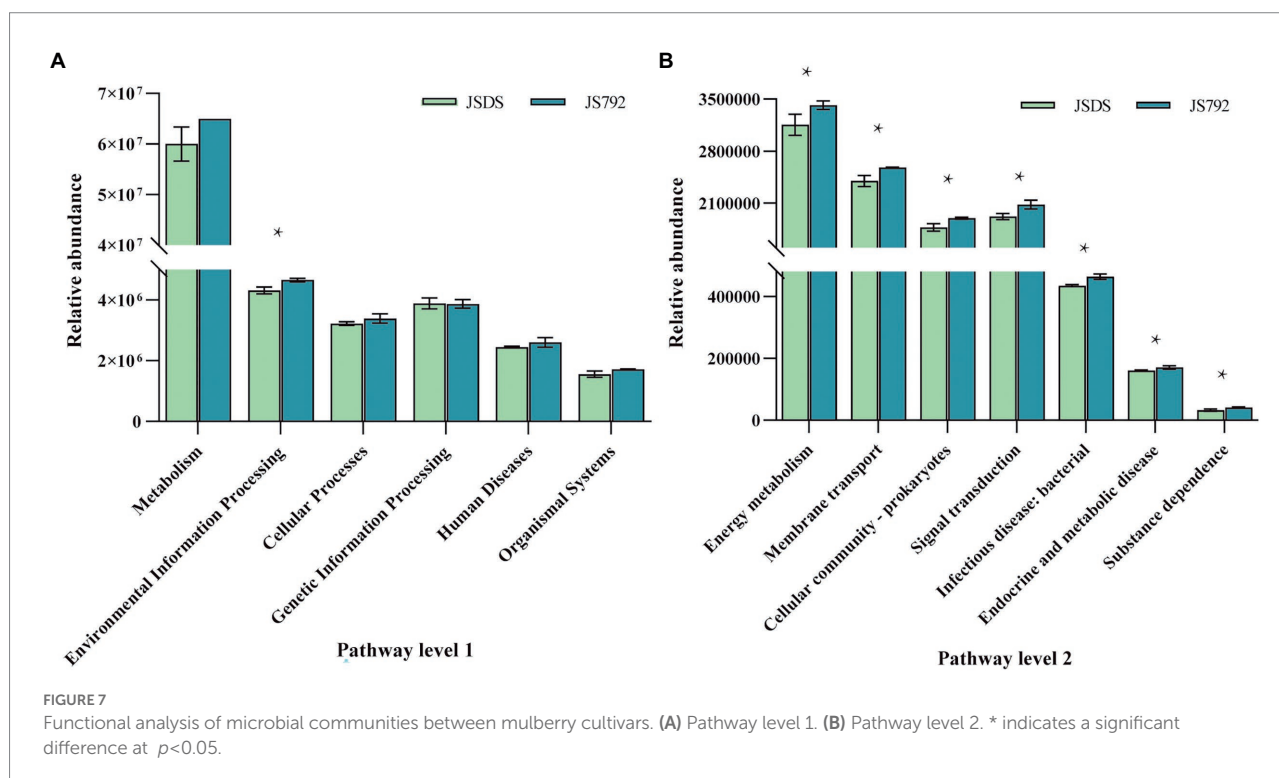 A
JSDS JS792
Relative abundance
7×10⁷
6×10⁷
5×10⁷
4×10⁷
4×10⁶
2×10⁶
0
*
Metabolism
Environmental Information Processing
Cellular Processes
Genetic Information Processing
Human Diseases
Organismal Systems
Pathway level 1
B
JSDS JS792
Relative abundance
3500000
2800000
2100000
400000
200000
0
* * * * * * *
Energy metabolism
Membrane transport
Cellular community - prokaryotes
Signal transduction
Infectious disease: bacterial
Endocrine and metabolic disease
Substance dependence
Pathway level 2
FIGURE 7
Functional analysis of microbial communities between mulberry cultivars. (A) Pathway level 1. (B) Pathway level 2. * indicates a significant
difference at p<0.05.